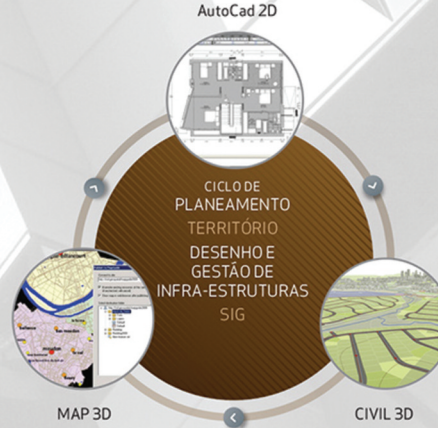 AutoCad 2D
CICLO DE
PLANEAMENTO
TERRITÓRIO
DESENHO E
GESTÃO DE
INFRA-ESTRUTURAS
SIG
MAP 3D
CIVIL 3D